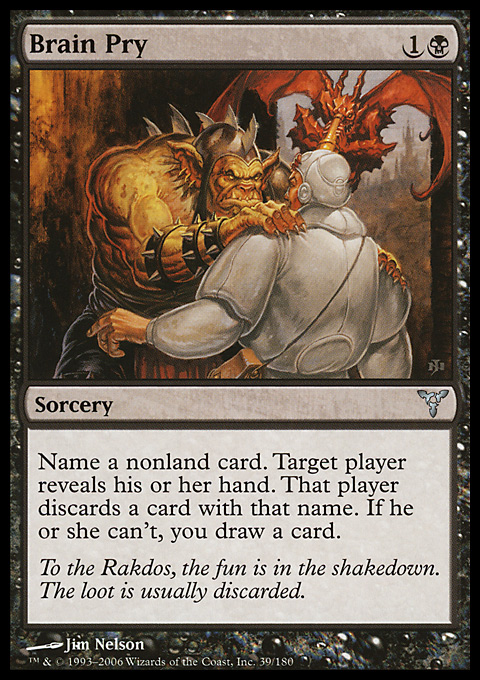 Brain Pry 1
Sorcery
Name a nonland card. Target player
reveals his or her hand. That player
discards a card with that name. If he
or she can't, you draw a card.
To the Rakdos, the fun is in the shakedown.
The loot is usually discarded.
Jim Nelson
™ & © 1993–2006 Wizards of the Coast, Inc. 39/180